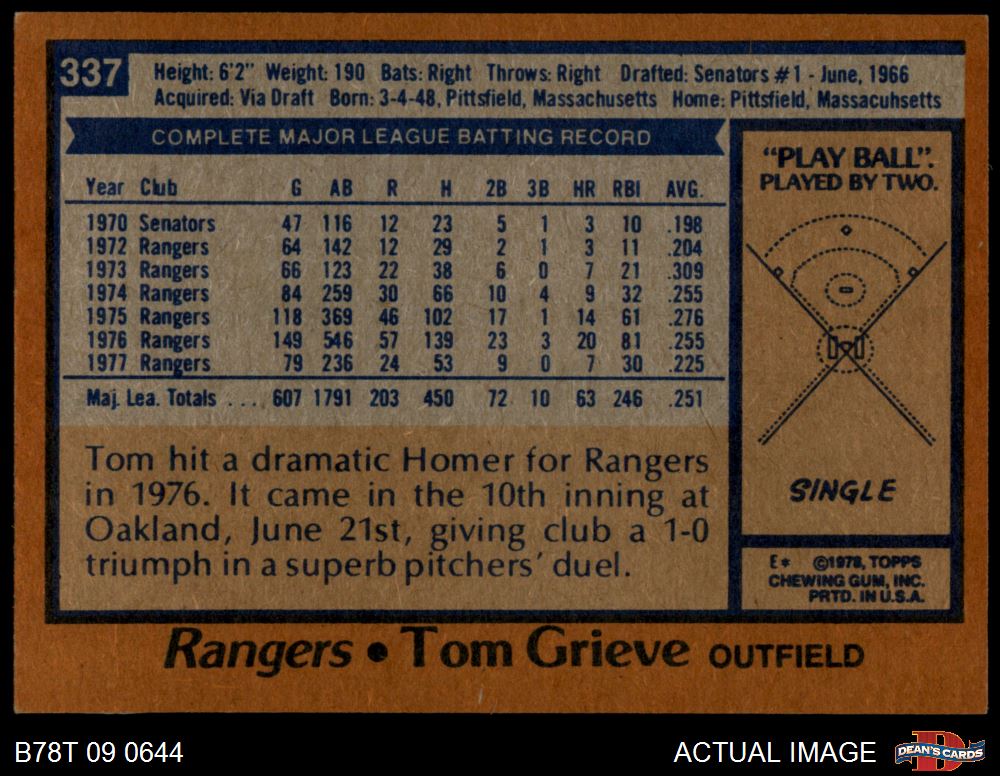 337
Height: 6'2" Weight: 190 Bats: Right Throws: Right Drafted: Senators #1 - June, 1966
Acquired: Via Draft Born: 3-4-48, Pittsfield, Massachusetts Home: Pittsfield, Massacuhsetts
COMPLETE MAJOR LEAGUE BATTING RECORD
Year Club G AB R H 2B 3B HR RBI AVG.
1970 Senators 47 116 12 23 5 1 3 10 .198
1972 Rangers 64 142 12 29 2 1 3 11 .204
1973 Rangers 66 123 22 38 6 0 7 21 .309
1974 Rangers 84 259 30 66 10 4 9 32 .255
1975 Rangers 118 369 46 102 17 1 14 61 .276
1976 Rangers 149 546 57 139 23 3 20 81 .255
1977 Rangers 79 236 24 53 9 0 7 30 .225
Maj. Lea. Totals . . . 607 1791 203 450 72 10 63 246 .251
Tom hit a dramatic Homer for Rangers
in 1976. It came in the 10th inning at
Oakland, June 21st, giving club a 1-0
triumph in a superb pitchers' duel.
"PLAY BALL".
PLAYED BY TWO.
SINGLE
E* ©1978, TOPPS
CHEWING GUM, INC.
PRTD. IN U.S.A.
Rangers • Tom Grieve OUTFIELD
B78T 09 0644
ACTUAL IMAGE
DEAN'S CARDS